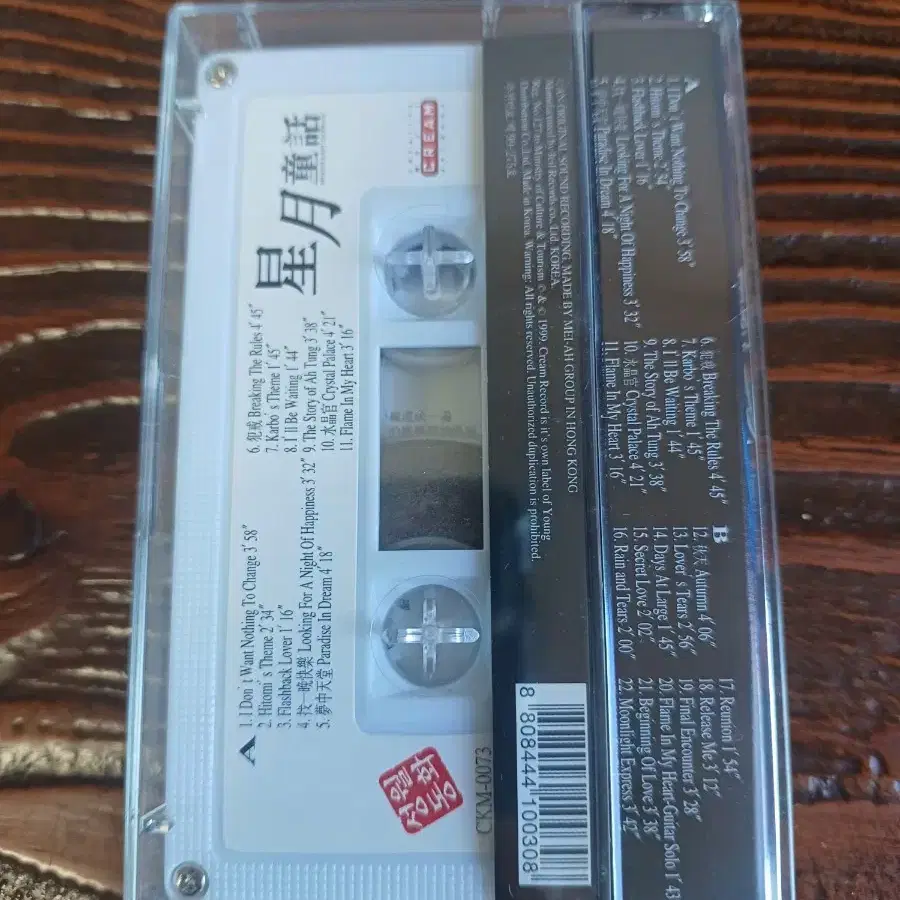 A
1. I Don't Want Nothing To Change 3´58″
2. Hitomi's Theme 2´34″
3. Flashback Lover 1´16″
4. 找一晚快樂 Looking For A Night Of Happiness 3´32″
5. 夢中天堂 Paradise In Dream 4´18″
6. 犯戒 Breaking The Rules 4´45″
7. Karbo's Theme 1´45″
8. I'll Be Waiting 1´44″
9. The Story of Ah Tung 3´38″
10. 水晶宮 Crystal Palace 4´21″
11. Flame In My Heart 3´16″
星月童話
CREAM
성월동화
CKM-0073
ORIGINAL SOUND RECORDING. MADE BY MEI-AH GROUP IN HONG KONG
1999. Cream Record is it's own label of Young
Made in Korea. Warning: All rights reserved. Unauthorized duplication is prohibited.
8 808444 100308
A
1. I Don't Want Nothing To Change 3´58″
2. Hitomi's Theme 2´34″
3. Flashback Lover 1´16″
4. 找一晚快樂 Looking For A Night Of Happiness 3´32″
5. 夢中天堂 Paradise In Dream 4´18″
6. 犯戒 Breaking The Rules 4´45″
7. Karbo's Theme 1´45″
8. I'll Be Waiting 1´44″
9. The Story of Ah Tung 3´38″
10. 水晶宮 Crystal Palace 4´21″
11. Flame In My Heart 3´16″
B
12. 秋天 Autumn 4´06″
13. Lover's Tears 2´56″
14. Days At Large 1´45″
15. Secret Love 2´02″
16. Rain and Tears 2´00″
17. Reunion 1´54″
18. Release Me 3´12″
19. Final Encounter 3´28″
20. Flame In My Heart-Guitar Solo 1´43
21. Beginning Of Love 3´38″
22. Moonlight Express 3´42″